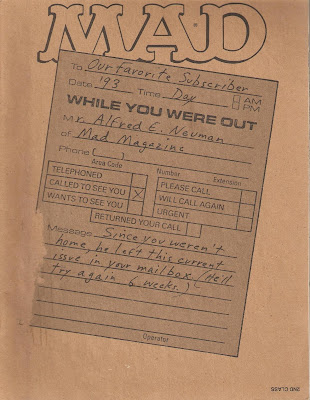 MAD
To Our favorite Subscriber
Date '93 Time Day AM
PM
WHILE YOU WERE OUT
Mr. Alfred E. Neuman
of Mad Magazine
Phone ( )
Area Code Number Extension
TELEPHONED PLEASE CALL
CALLED TO SEE YOU X WILL CALL AGAIN
WANTS TO SEE YOU URGENT
RETURNED YOUR CALL
Message Since you weren't
home, he left this current
issue in your mailbox (He'll
try again 6 weeks.)
Operator
2ND CLASS